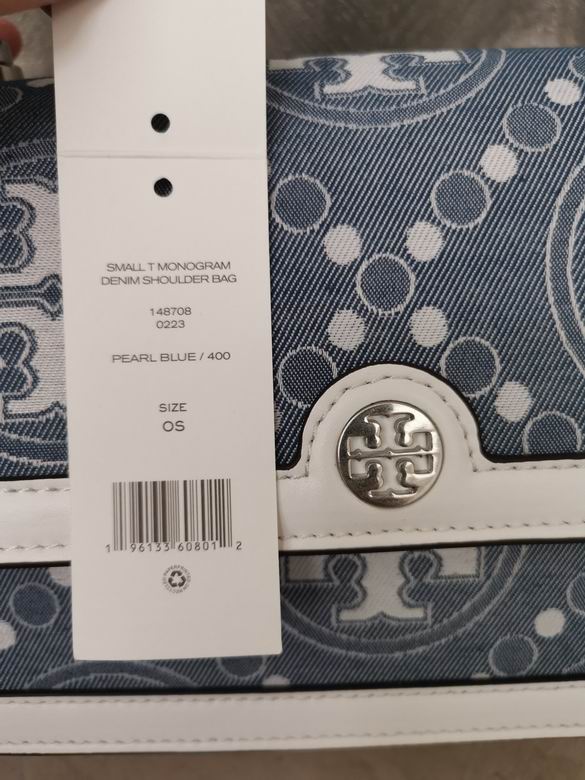 SMALL T MONOGRAM
DENIM SHOULDER BAG
148708
0223
PEARL BLUE / 400
SIZE
OS
1 96133 60801 2